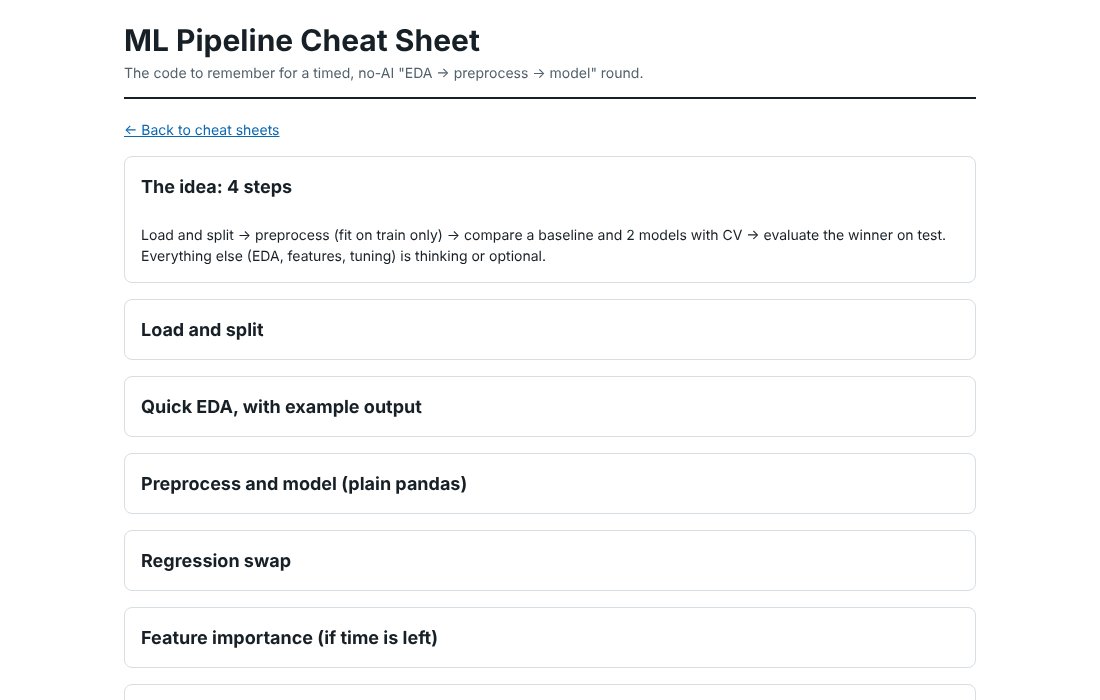 ML Pipeline Cheat Sheet
The code to remember for a timed, no-AI "EDA → preprocess → model" round.
← Back to cheat sheets
The idea: 4 steps
Load and split → preprocess (fit on train only) → compare a baseline and 2 models with CV → evaluate the winner on test.
Everything else (EDA, features, tuning) is thinking or optional.
Load and split
Quick EDA, with example output
Preprocess and model (plain pandas)
Regression swap
Feature importance (if time is left)